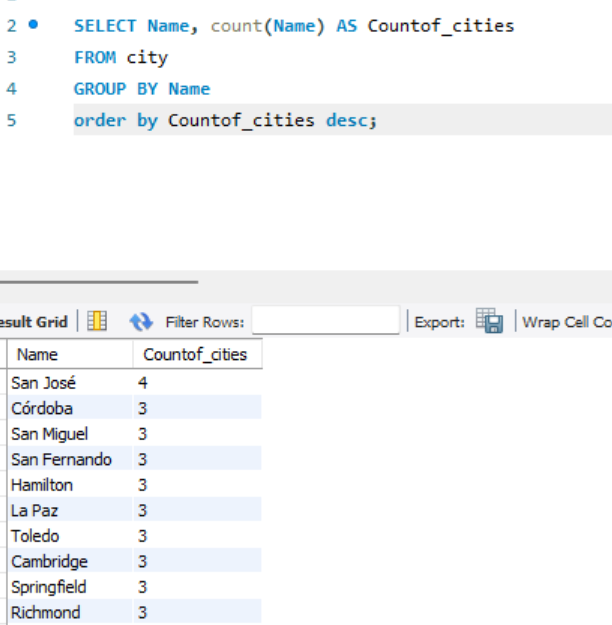 2 SELECT Name, count(Name) AS Countof_cities
3 FROM city
4 GROUP BY Name
5 order by Countof_cities desc;
esult Grid Filter Rows: Export: Wrap Cell Co
Name Countof_cities
San José 4
Córdoba 3
San Miguel 3
San Fernando 3
Hamilton 3
La Paz 3
Toledo 3
Cambridge 3
Springfield 3
Richmond 3